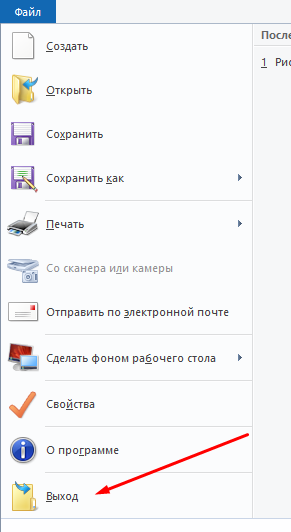 Файл
После
Создать
1 Рис
Открыть
Сохранить
Сохранить как
Печать
Со сканера или камеры
Отправить по электронной почте
Сделать фоном рабочего стола
Свойства
О программе
Выход